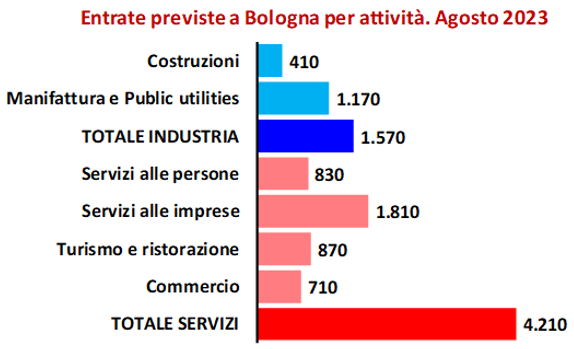 Entrate previste a Bologna per attività. Agosto 2023
Costruzioni 410
Manifattura e Public utilities 1.170
TOTALE INDUSTRIA 1.570
Servizi alle persone 830
Servizi alle imprese 1.810
Turismo e ristorazione 870
Commercio 710
TOTALE SERVIZI 4.210